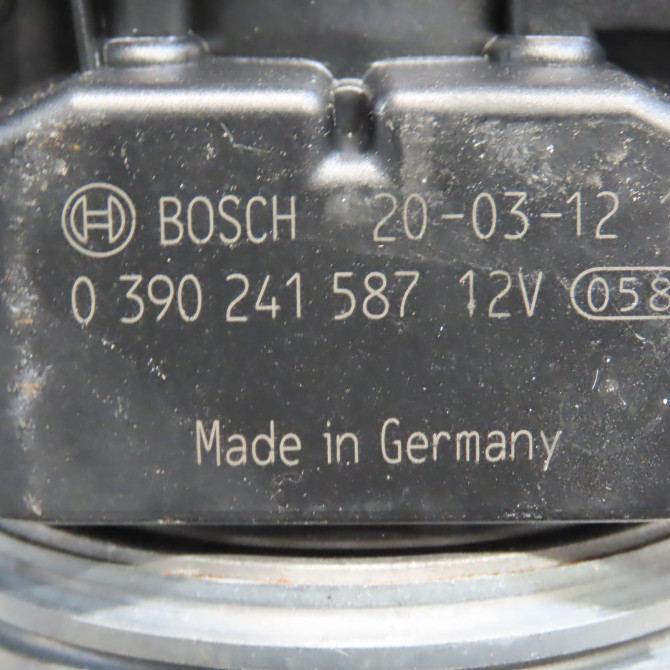 BOSCH 20-03-12
0 390 241 587 12V 058
Made in Germany